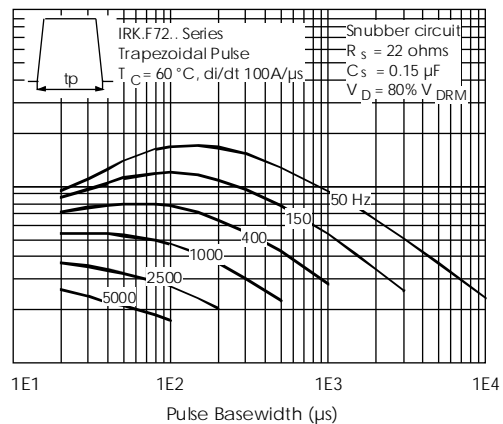 IRK.F72.. Series
Trapezoidal Pulse
T C = 60 °C, di/dt 100A/µs
tp
Snubber circuit
R S = 22 ohms
C S = 0.15 µF
V D = 80% V DRM
50 Hz
150
400
1000
2500
5000
1E1 1E2 1E3 1E4
Pulse Basewidth (µs)